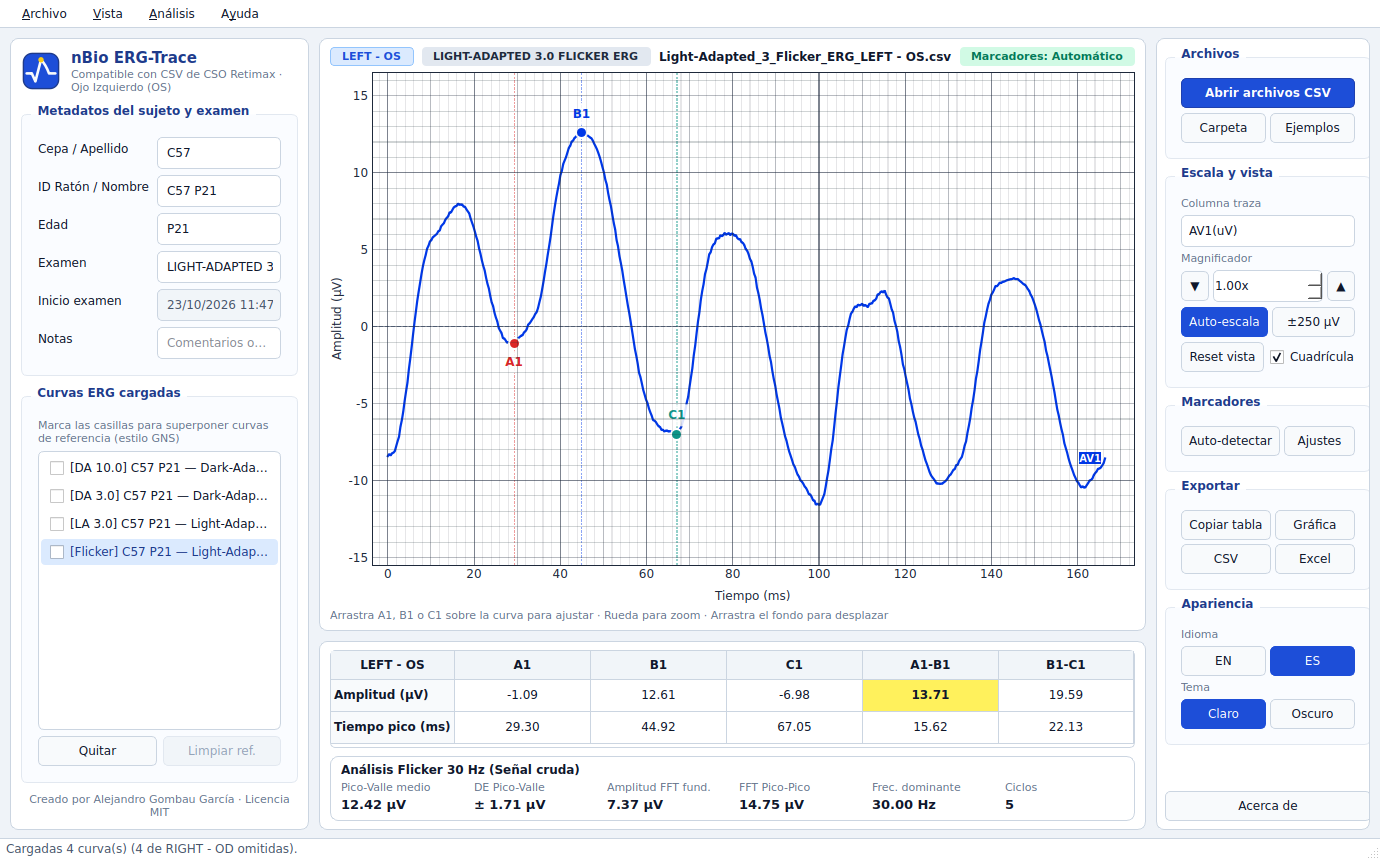 Archivo Vista Análisis Ayuda
nBio ERG-Trace
Compatible con CSV de CSO Retimax ·
Ojo Izquierdo (OS)
Metadatos del sujeto y examen
Cepa / Apellido C57
ID Ratón / Nombre C57 P21
Edad P21
Examen LIGHT-ADAPTED 3
Inicio examen 23/10/2026 11:47
Notas Comentarios o...
Curvas ERG cargadas
Marca las casillas para superponer curvas
de referencia (estilo GNS)
[DA 10.0] C57 P21 — Dark-Ada...
[DA 3.0] C57 P21 — Dark-Adap...
[LA 3.0] C57 P21 — Light-Adap...
[Flicker] C57 P21 — Light-Adap...
Quitar Limpiar ref.
Creado por Alejandro Gombau García · Licencia
MIT
LEFT - OS LIGHT-ADAPTED 3.0 FLICKER ERG Light-Adapted_3_Flicker_ERG_LEFT - OS.csv Marcadores: Automático
15
10
5
0
-5
-10
-15
Amplitud (µV)
B1
A1
C1
AV1
0 20 40 60 80 100 120 140 160
Tiempo (ms)
Arrastra A1, B1 o C1 sobre la curva para ajustar · Rueda para zoom · Arrastra el fondo para desplazar
LEFT - OS A1 B1 C1 A1-B1 B1-C1
Amplitud (µV) -1.09 12.61 -6.98 13.71 19.59
Tiempo pico (ms) 29.30 44.92 67.05 15.62 22.13
Análisis Flicker 30 Hz (Señal cruda)
Pico-Valle medio DE Pico-Valle Amplitud FFT fund. FFT Pico-Pico Frec. dominante Ciclos
12.42 µV ± 1.71 µV 7.37 µV 14.75 µV 30.00 Hz 5
Archivos
Abrir archivos CSV
Carpeta Ejemplos
Escala y vista
Columna traza
AV1(uV)
Magnificador
▼ 1.00x ▲
Auto-escala ±250 µV
Reset vista Cuadrícula
Marcadores
Auto-detectar Ajustes
Exportar
Copiar tabla Gráfica
CSV Excel
Apariencia
Idioma
EN ES
Tema
Claro Oscuro
Acerca de
Cargadas 4 curva(s) (4 de RIGHT - OD omitidas).